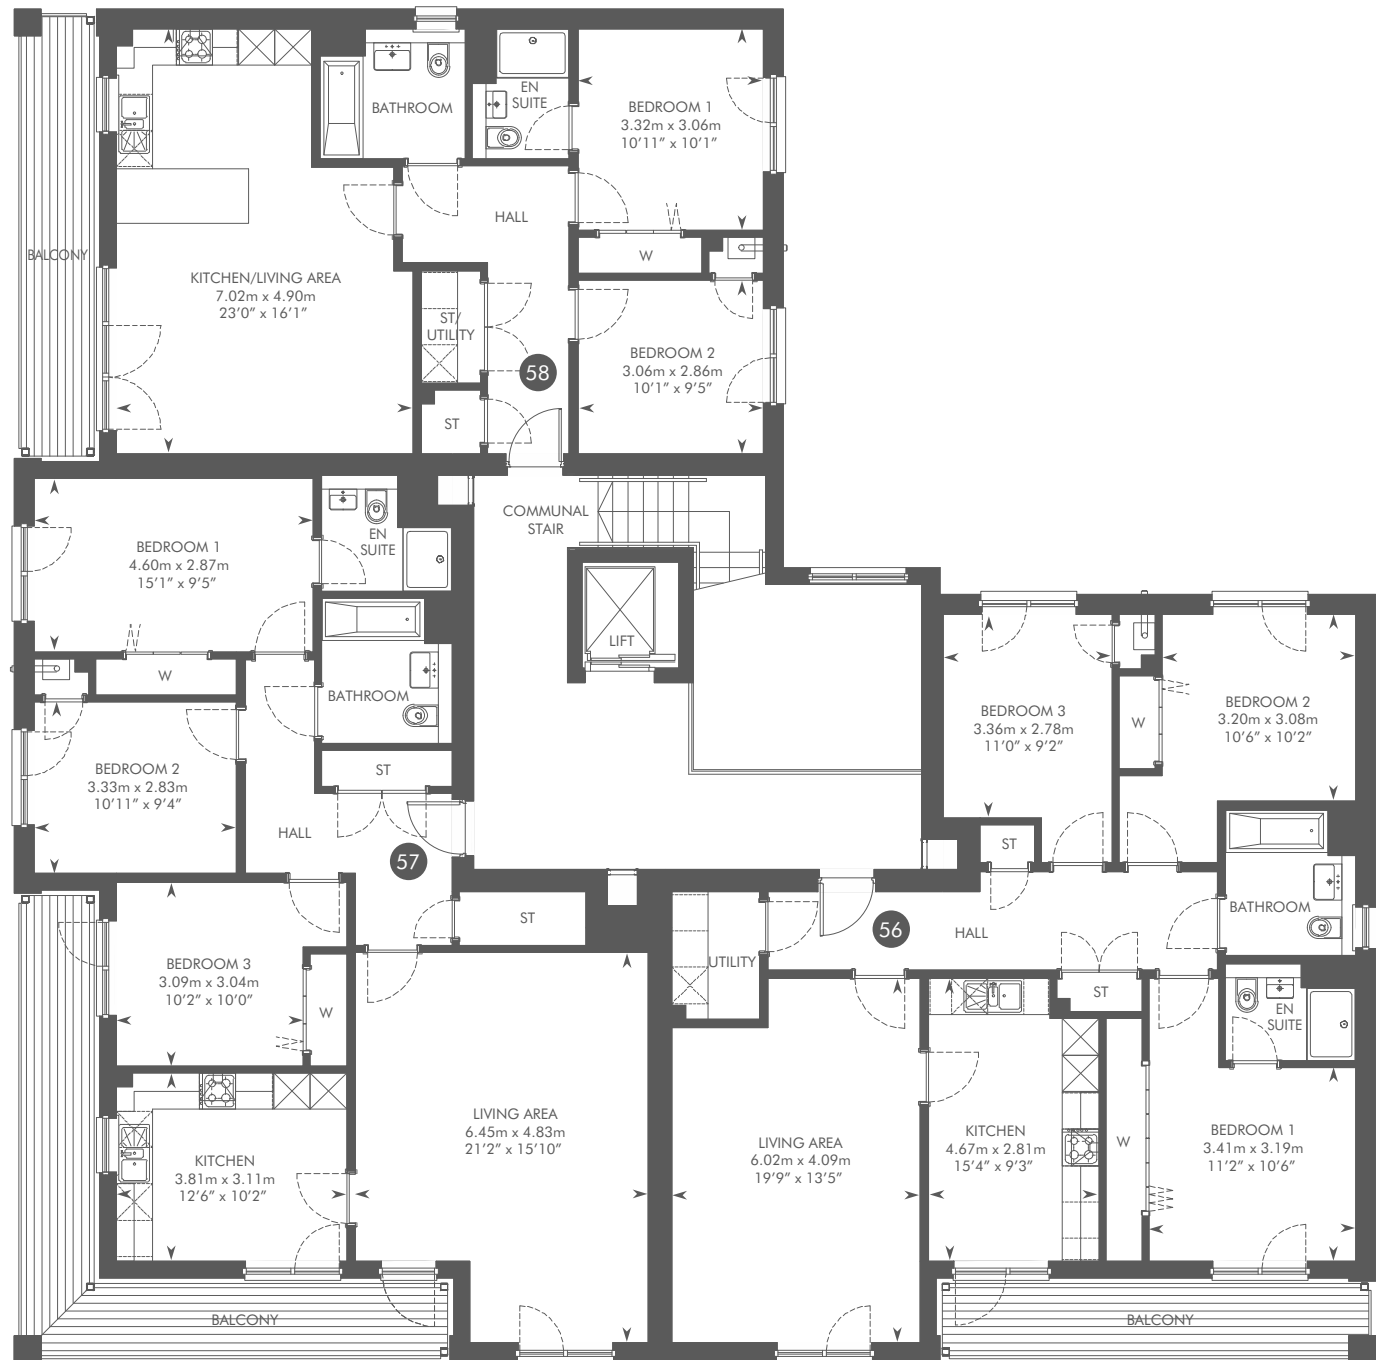 BALCONY
KITCHEN/LIVING AREA
7.02m x 4.90m
23'0" x 16'1"
BATHROOM
EN
SUITE
BEDROOM 1
3.32m x 3.06m
10'11" x 10'1"
HALL
W
ST/
UTILITY
58
BEDROOM 2
3.06m x 2.86m
10'1" x 9'5"
ST
COMMUNAL
STAIR
LIFT
BEDROOM 1
4.60m x 2.87m
15'1" x 9'5"
EN
SUITE
W
BATHROOM
BEDROOM 2
3.33m x 2.83m
10'11" x 9'4"
ST
HALL
57
ST
BEDROOM 3
3.09m x 3.04m
10'2" x 10'0"
W
KITCHEN
3.81m x 3.11m
12'6" x 10'2"
LIVING AREA
6.45m x 4.83m
21'2" x 15'10"
BALCONY
BEDROOM 3
3.36m x 2.78m
11'0" x 9'2"
W
BEDROOM 2
3.20m x 3.08m
10'6" x 10'2"
ST
BATHROOM
56
HALL
UTILITY
ST
EN
SUITE
LIVING AREA
6.02m x 4.09m
19'9" x 13'5"
KITCHEN
4.67m x 2.81m
15'4" x 9'3"
W
BEDROOM 1
3.41m x 3.19m
11'2" x 10'6"
BALCONY